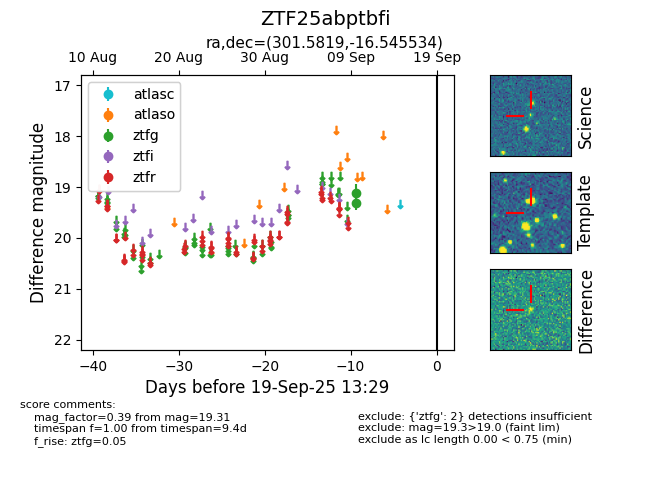 ZTF25abptbfi
ra,dec=(301.5819,-16.545534)
10 Aug 20 Aug 30 Aug 09 Sep 19 Sep
17
18
19
20
21
22
Difference magnitude
atlasc
atlaso
ztfg
ztfi
ztfr
−40 −30 −20 −10 0
Days before 19-Sep-25 13:29
Science
Template
Difference
score comments:
mag_factor=0.39 from mag=19.31
timespan f=1.00 from timespan=9.4d
f_rise: ztfg=0.05
exclude: {'ztfg': 2} detections insufficient
exclude: mag=19.3>19.0 (faint lim)
exclude as lc length 0.00 < 0.75 (min)